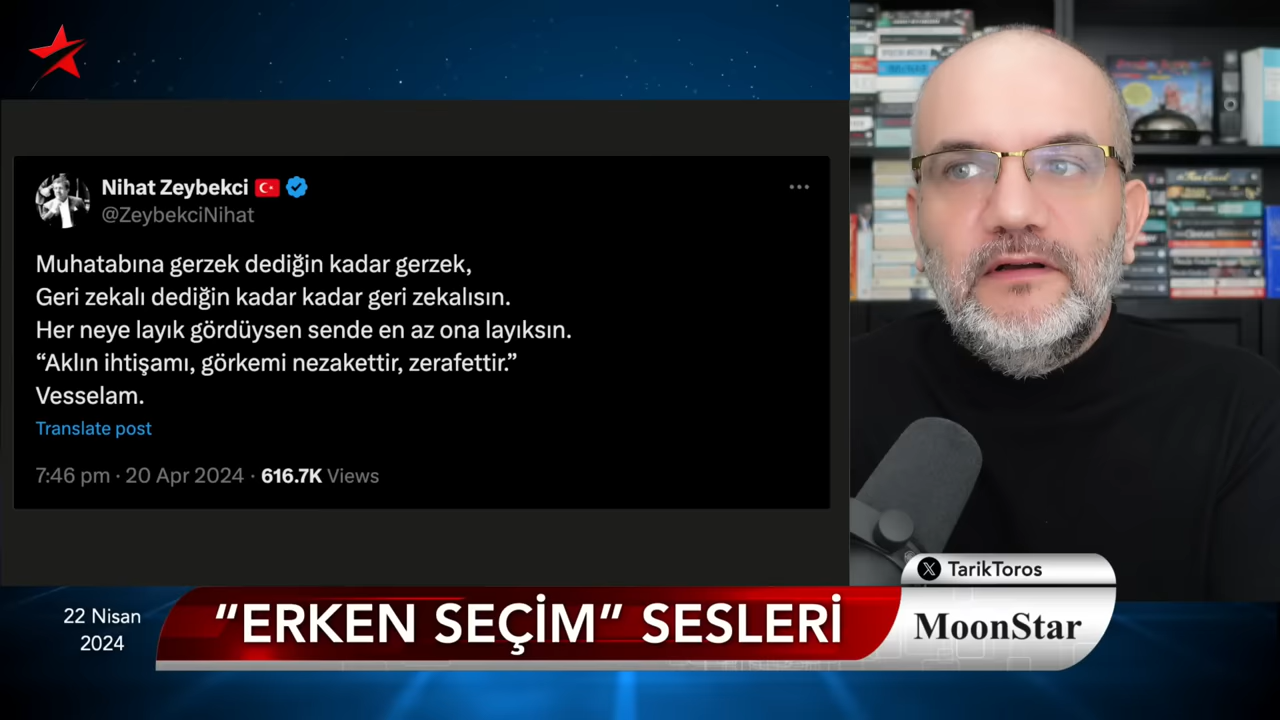 Nihat Zeybekci
@ZeybekciNihat
Muhatabına gerzek dediğin kadar gerzek,
Geri zekalı dediğin kadar kadar geri zekalısın.
Her neye layık gördüysen sende en az ona layıksın.
“Aklın ihtişamı, görkemi nezakettir, zerafettir.”
Vesselam.
Translate post
7:46 pm · 20 Apr 2024 · 616.7K Views
TarikToros
22 Nisan
2024
“ERKEN SEÇİM” SESLERİ
MoonStar